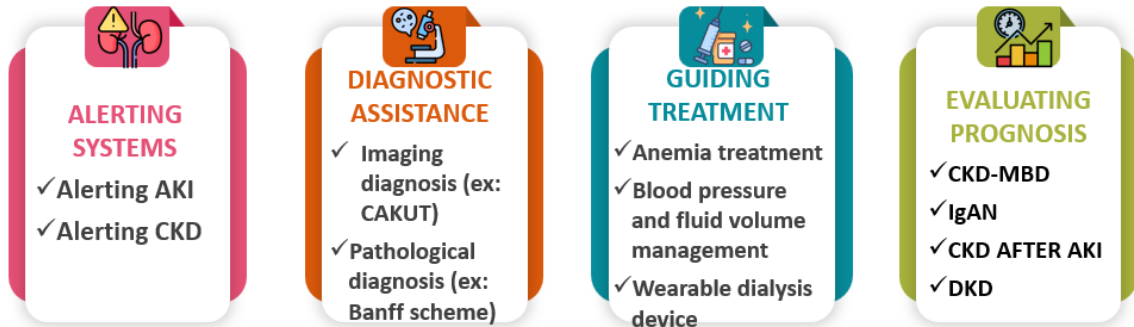 ALERTING
SYSTEMS
✓Alerting AKI
✓Alerting CKD
DIAGNOSTIC
ASSISTANCE
✓ Imaging
diagnosis (ex:
CAKUT)
✓Pathological
diagnosis (ex:
Banff scheme)
GUIDING
TREATMENT
✓Anemia treatment
✓Blood pressure
and fluid volume
management
✓Wearable dialysis
device
EVALUATING
PROGNOSIS
✓CKD-MBD
✓IgAN
✓CKD AFTER AKI
✓DKD